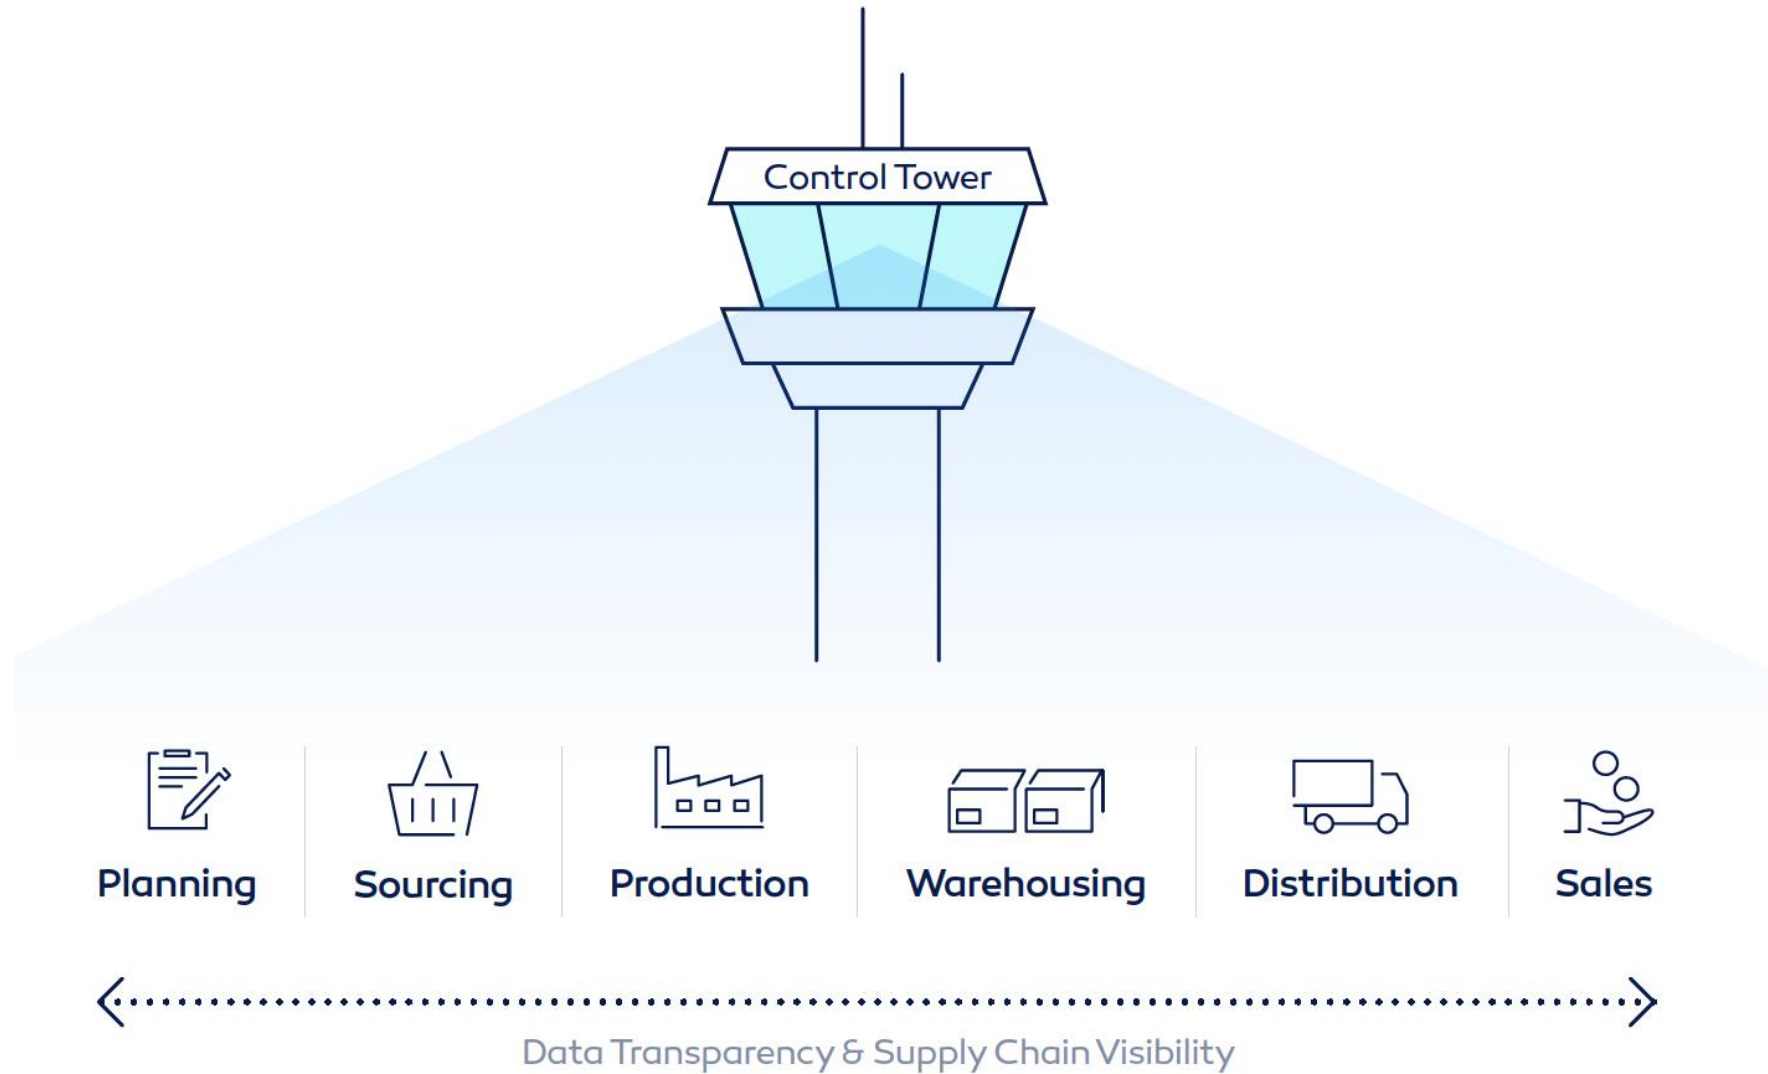 Control Tower
Planning
Sourcing
Production
Warehousing
Distribution
Sales
Data Transparency & Supply Chain Visibility